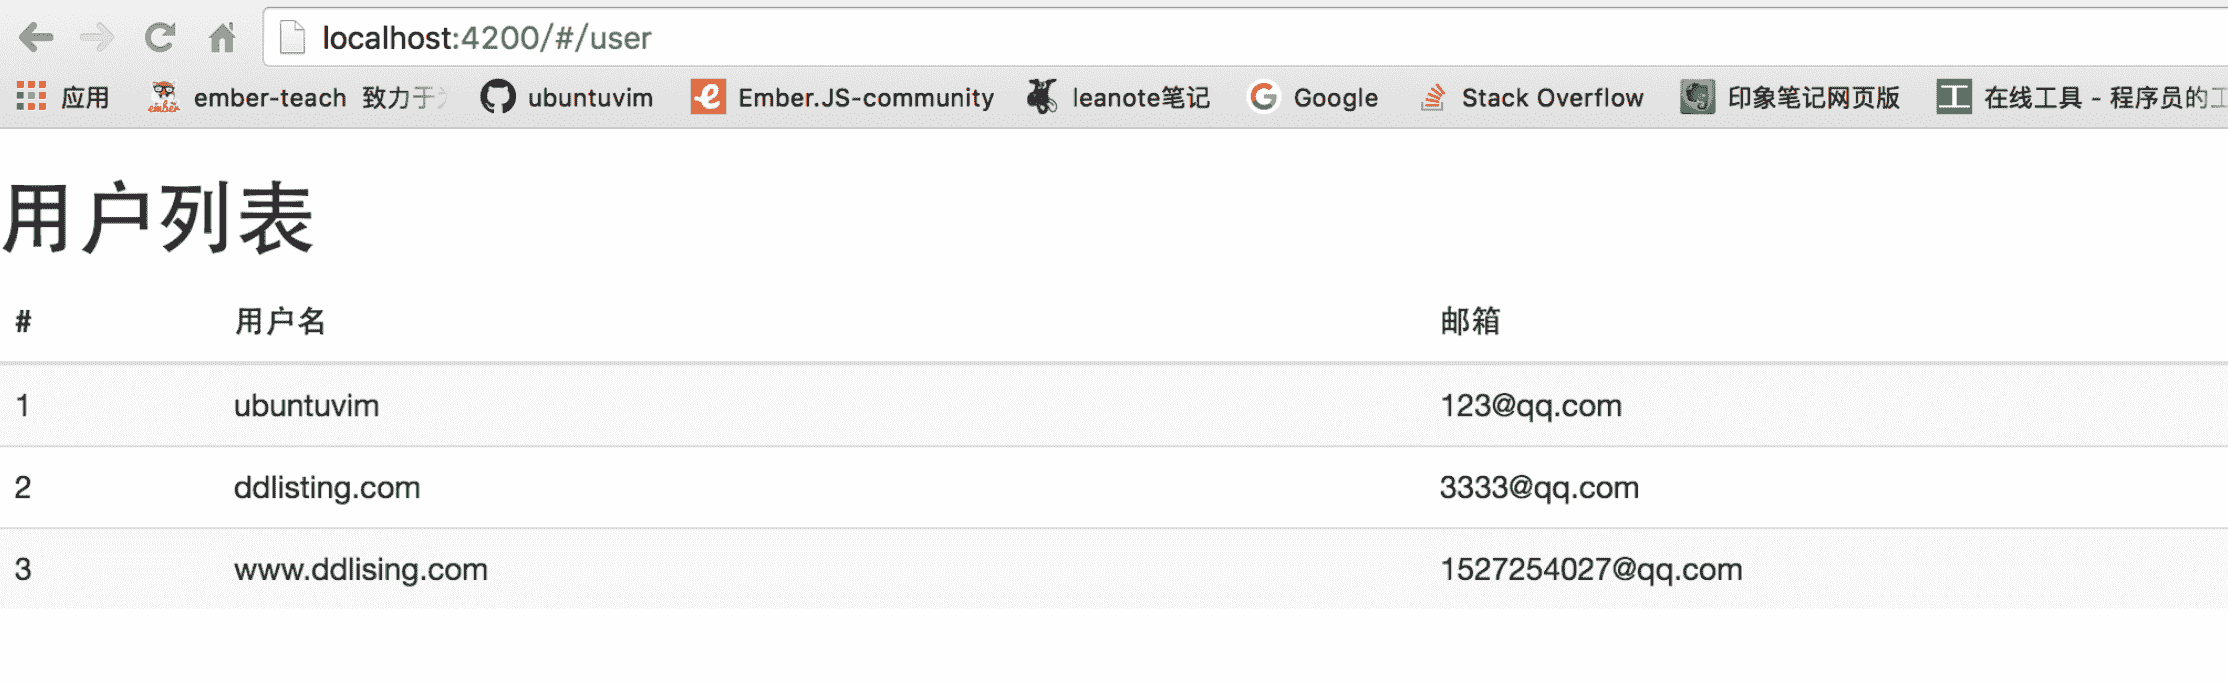 localhost:4200/#/user
应用 ember-teach 致力于 ubuntuvim Ember.JS-community leanote笔记 Google Stack Overflow 印象笔记网页版 在线工具 - 程序员的工
用户列表
# 用户名 邮箱
1 ubuntuvim 123@qq.com
2 ddlisting.com 3333@qq.com
3 www.ddlising.com 1527254027@qq.com